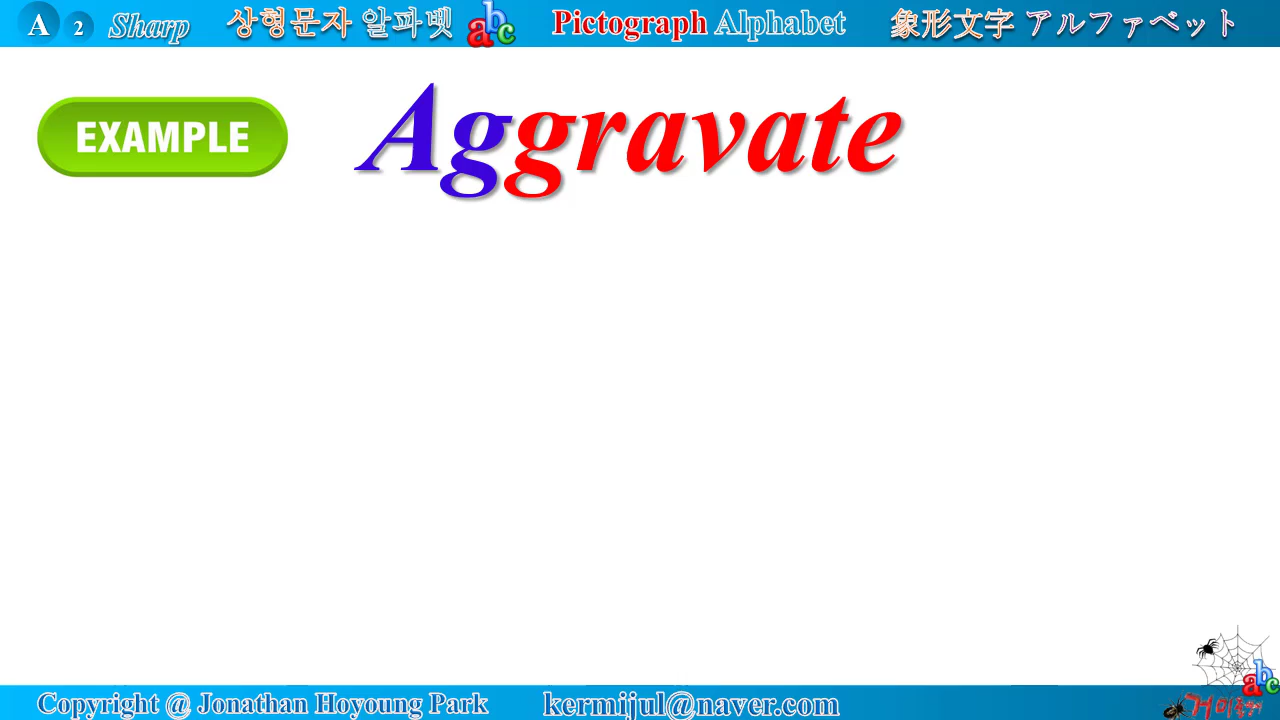 A 2 Sharp 상형문자 알파벳 abc Pictograph Alphabet 象形文字 アルファベット
EXAMPLE Aggravate
abc
Copyright @ Jonathan Hoyoung Park kermijul@naver.com